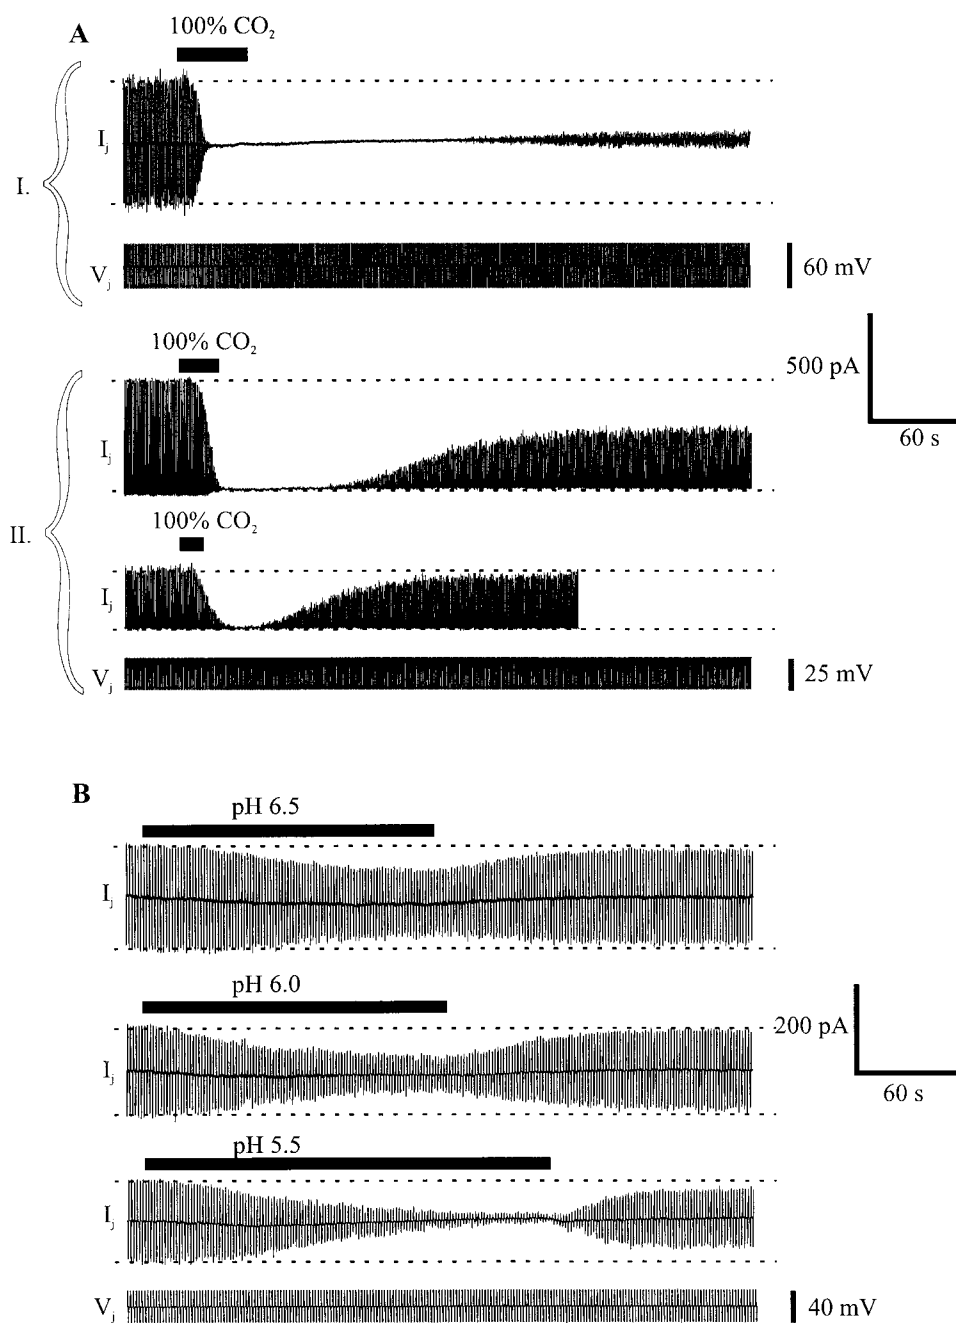 A
100% CO₂
I.
Iⱼ
Vⱼ
60 mV
100% CO₂
500 pA
60 s
Iⱼ
II.
100% CO₂
Iⱼ
Vⱼ
25 mV
B
pH 6.5
Iⱼ
pH 6.0
200 pA
Iⱼ
60 s
pH 5.5
Iⱼ
Vⱼ
40 mV